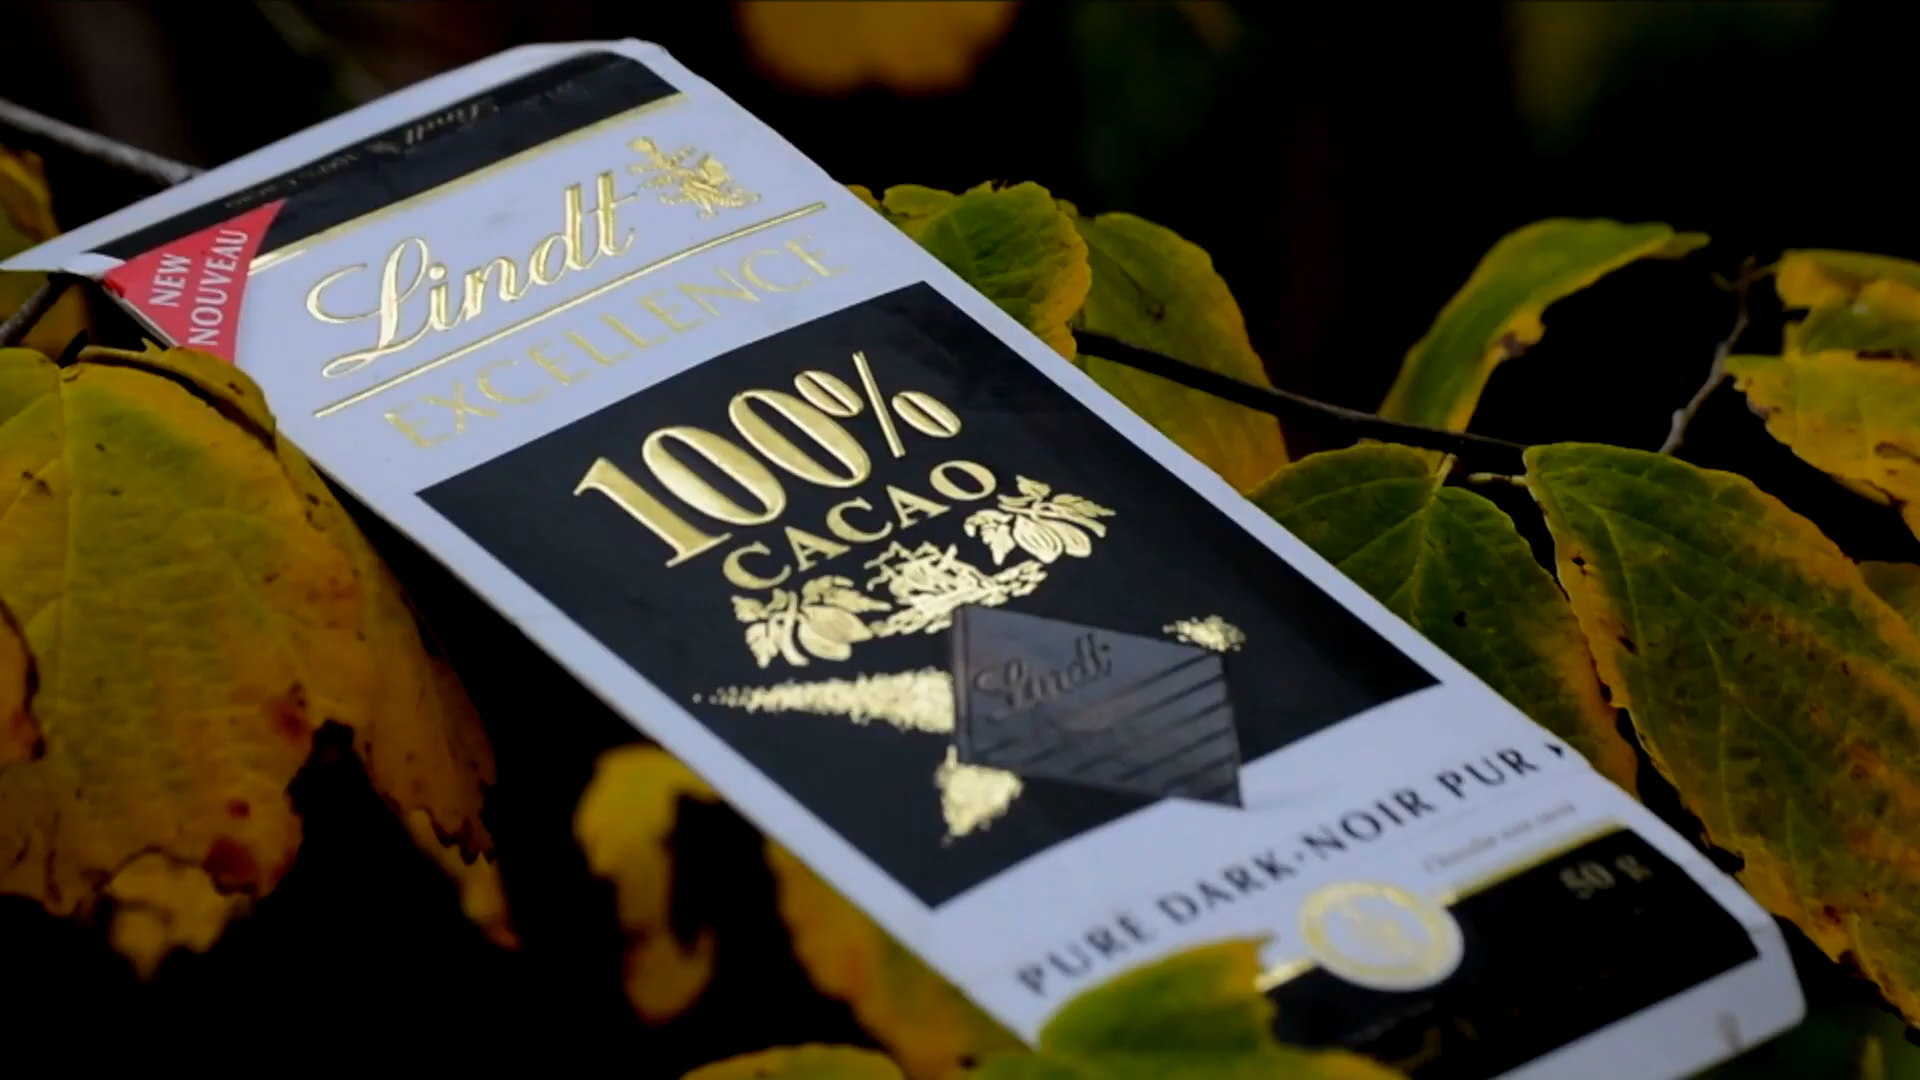 NEW
NOUVEAU
Lindt
EXCELLENCE
100%
CACAO
Lindt
PURE DARK·NOIR PUR
50 g